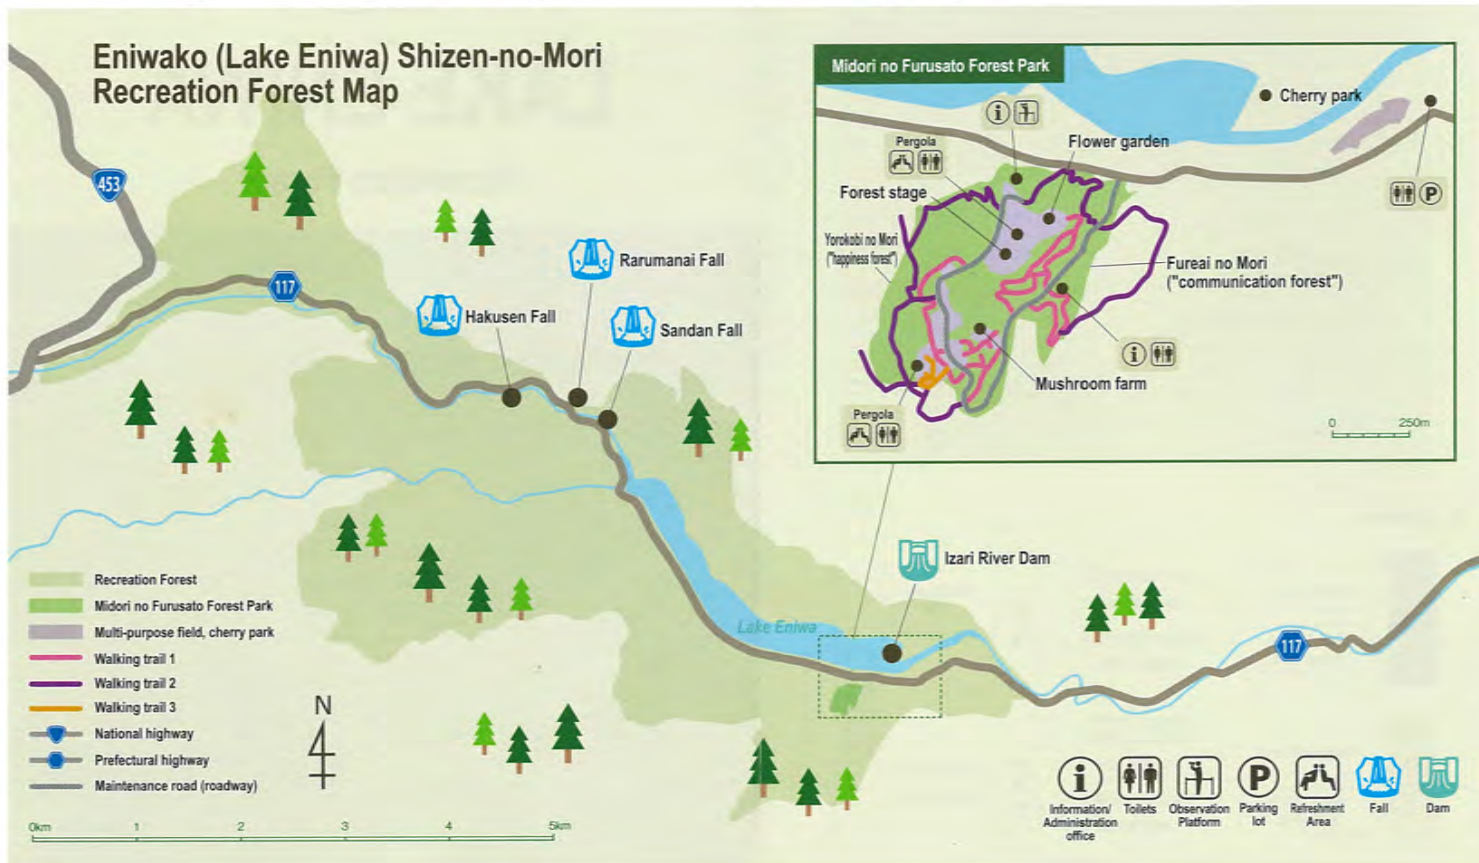 Eniwako (Lake Eniwa) Shizen-no-Mori
Recreation Forest Map
453
117
Hakusen Fall
Rarumanai Fall
Sandan Fall
Midori no Furusato Forest Park
Cherry park
Pergola
Flower garden
Forest stage
P
Yorokobi no Mori
("happiness forest")
Fureai no Mori
("communication forest")
Mushroom farm
Pergola
0 250m
Izari River Dam
Lake Eniwa
117
Recreation Forest
Midori no Furusato Forest Park
Multi-purpose field, cherry park
Walking trail 1
Walking trail 2
Walking trail 3
National highway
Prefectural highway
Maintenance road (roadway)
N
0km 1 2 3 4 5km
i
P
Information/
Administration
office
Toilets
Observation
Platform
Parking
lot
Refreshment
Area
Fall
Dam